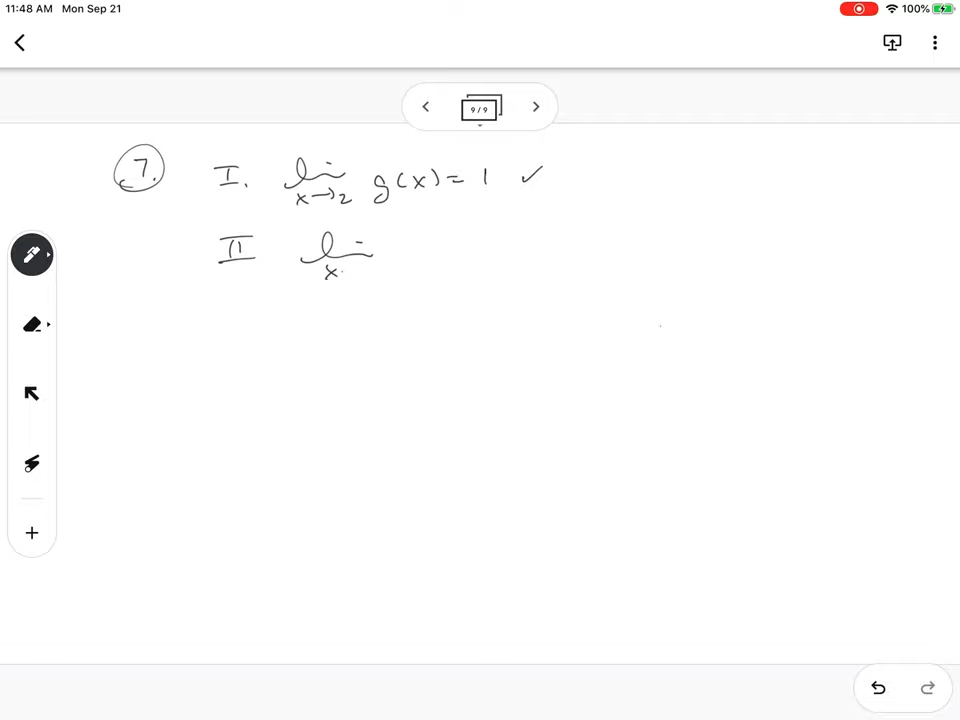 11:48 AM Mon Sep 21
100%
9/9
7. I. lim x→2 g(x) = 1 ✓
II lim x